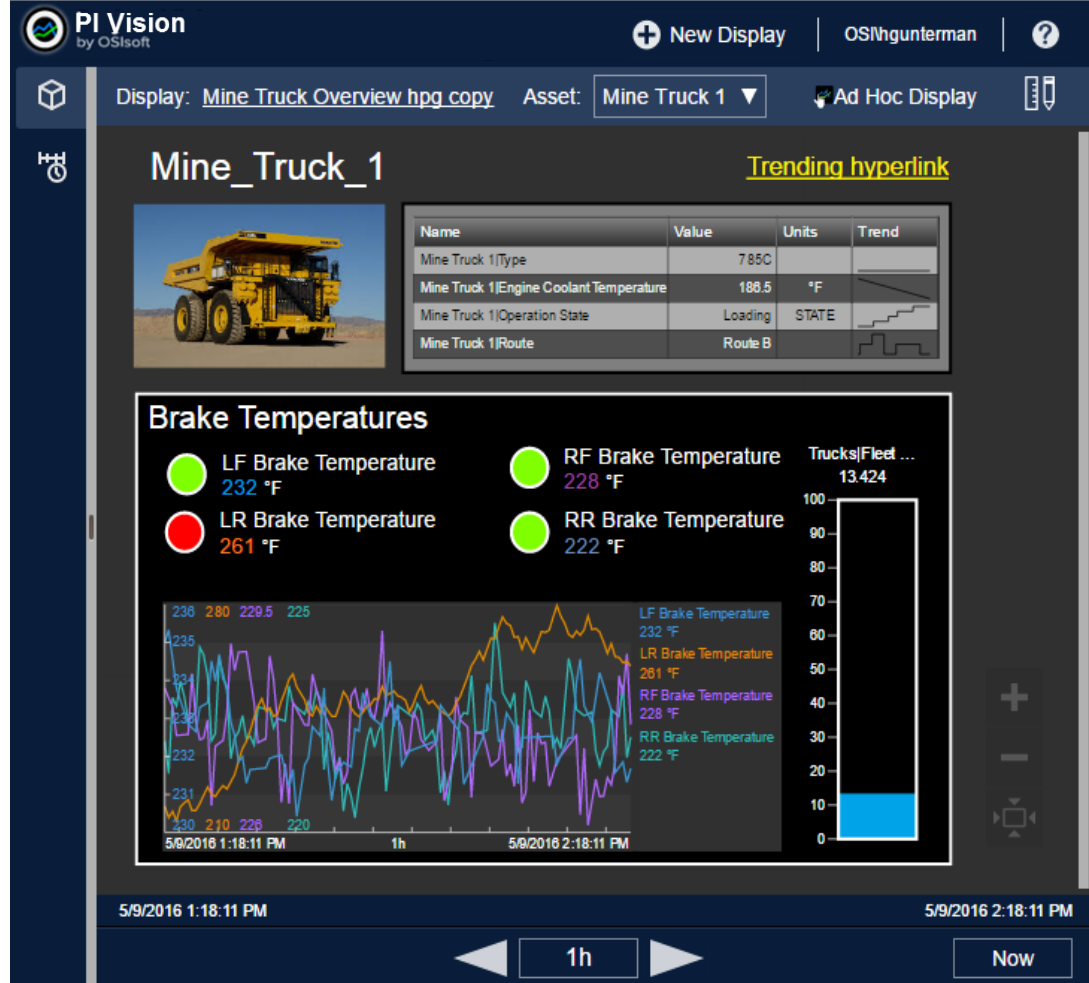 PI Vision
by OSIsoft
New Display
OSI\hgunterman
?
Display: Mine Truck Overview hpg copy
Asset: Mine Truck 1 ▼
Ad Hoc Display
Mine_Truck_1
Trending hyperlink
Name Value Units Trend
Mine Truck 1|Type 785C
Mine Truck 1|Engine Coolant Temperature 186.5 °F
Mine Truck 1|Operation State Loading STATE
Mine Truck 1|Route Route B
Brake Temperatures
LF Brake Temperature
232 °F
RF Brake Temperature
228 °F
LR Brake Temperature
261 °F
RR Brake Temperature
222 °F
Trucks|Fleet ...
13.424
100
90
80
70
60
50
40
30
20
10
0
236 280 229.5 225
235
234
233
232
231
230 210 226 220
5/9/2016 1:18:11 PM 1h 5/9/2016 2:18:11 PM
LF Brake Temperature
232 °F
LR Brake Temperature
261 °F
RF Brake Temperature
228 °F
RR Brake Temperature
222 °F
5/9/2016 1:18:11 PM
5/9/2016 2:18:11 PM
1h
Now